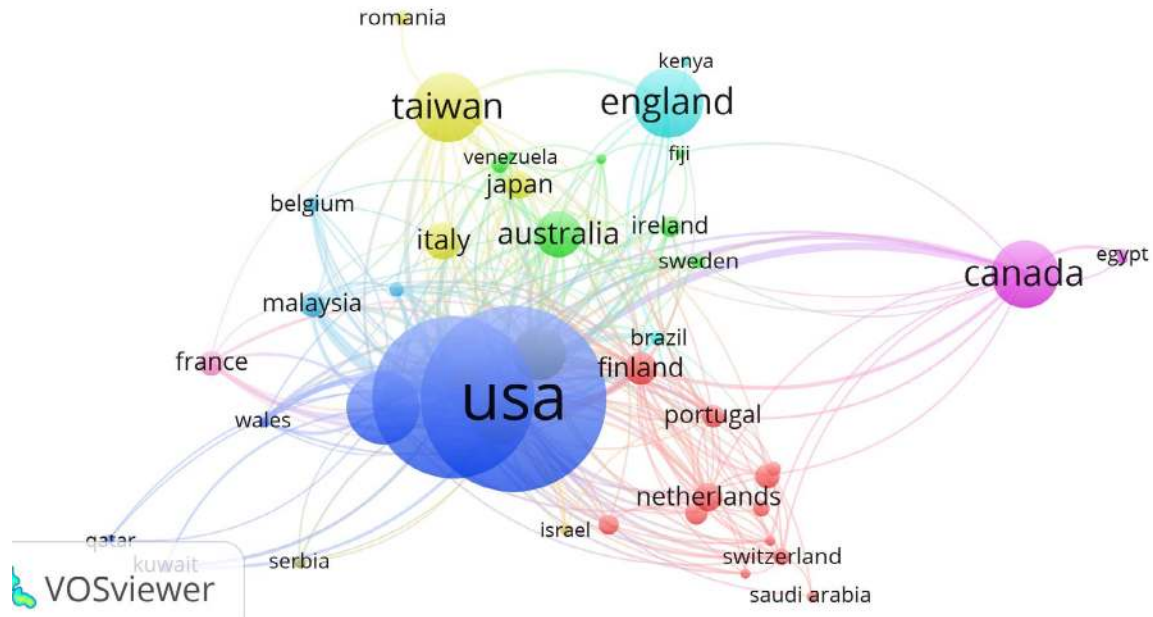 romania
kenya
taiwan
england
venezuela
fiji
japan
belgium
ireland
italy
australia
sweden
egypt
canada
malaysia
brazil
france
finland
usa
portugal
wales
netherlands
israel
qatar
switzerland
serbia
kuwait
VOSviewer
saudi arabia